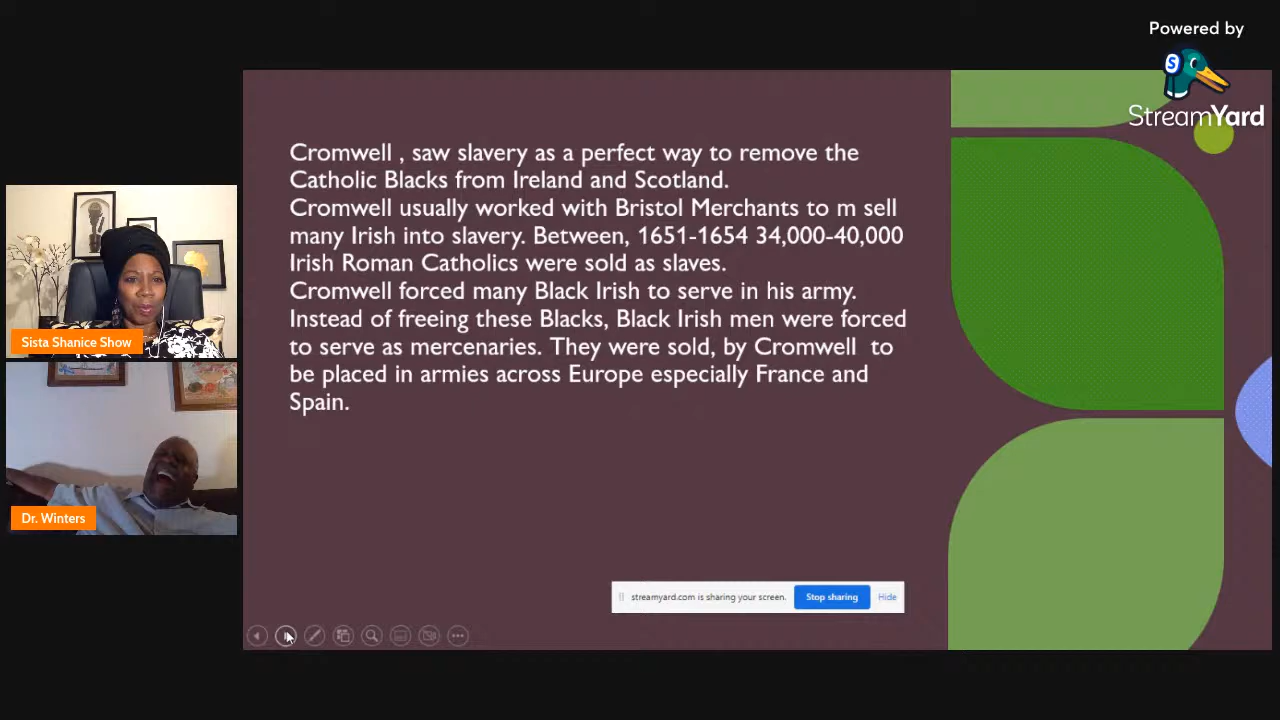 Powered by
StreamYard
Cromwell , saw slavery as a perfect way to remove the
Catholic Blacks from Ireland and Scotland.
Cromwell usually worked with Bristol Merchants to m sell
many Irish into slavery. Between, 1651-1654 34,000-40,000
Irish Roman Catholics were sold as slaves.
Cromwell forced many Black Irish to serve in his army.
Instead of freeing these Blacks, Black Irish men were forced
to serve as mercenaries. They were sold, by Cromwell to
be placed in armies across Europe especially France and
Spain.
Sista Shanice Show
Dr. Winters
streamyard.com is sharing your screen. Stop sharing Hide